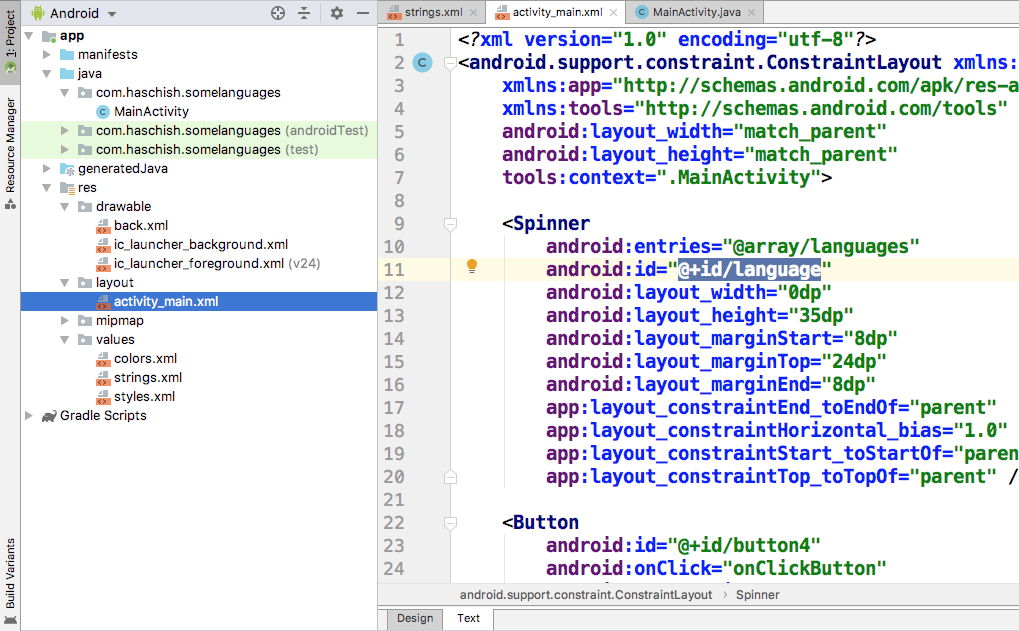 Android
strings.xml
activity_main.xml
MainActivity.java
1: Project
Resource Manager
Build Variants
app
manifests
java
com.haschish.somelanguages
MainActivity
com.haschish.somelanguages (androidTest)
com.haschish.somelanguages (test)
generatedJava
res
drawable
back.xml
ic_launcher_background.xml
ic_launcher_foreground.xml (v24)
layout
activity_main.xml
mipmap
values
colors.xml
strings.xml
styles.xml
Gradle Scripts
1 <?xml version="1.0" encoding="utf-8"?>
2 C <android.support.constraint.ConstraintLayout xmlns:
3 xmlns:app="http://schemas.android.com/apk/res-a
4 xmlns:tools="http://schemas.android.com/tools"
5 android:layout_width="match_parent"
6 android:layout_height="match_parent"
7 tools:context=".MainActivity">
8
9 <Spinner
10 android:entries="@array/languages"
11 android:id="@+id/language"
12 android:layout_width="0dp"
13 android:layout_height="35dp"
14 android:layout_marginStart="8dp"
15 android:layout_marginTop="24dp"
16 android:layout_marginEnd="8dp"
17 app:layout_constraintEnd_toEndOf="parent"
18 app:layout_constraintHorizontal_bias="1.0"
19 app:layout_constraintStart_toStartOf="paren
20 app:layout_constraintTop_toTopOf="parent" /
21
22 <Button
23 android:id="@+id/button4"
24 android:onClick="onClickButton"
android.support.constraint.ConstraintLayout › Spinner
Design Text